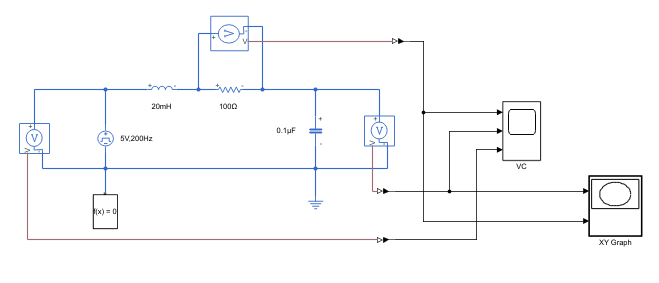 V
V
20mH
100Ω
V
5V,200Hz
0.1μF
V
V
V
VC
f(x) = 0
XY Graph